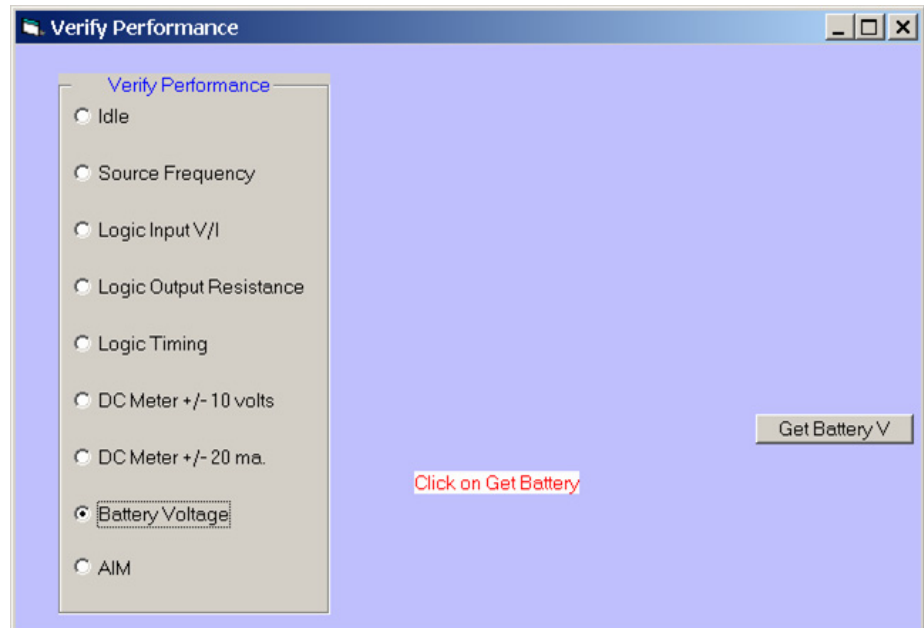 Verify Performance
Verify Performance
Idle
Source Frequency
Logic Input V/I
Logic Output Resistance
Logic Timing
DC Meter +/- 10 volts
DC Meter +/- 20 ma.
Get Battery V
Click on Get Battery
Battery Voltage
AIM